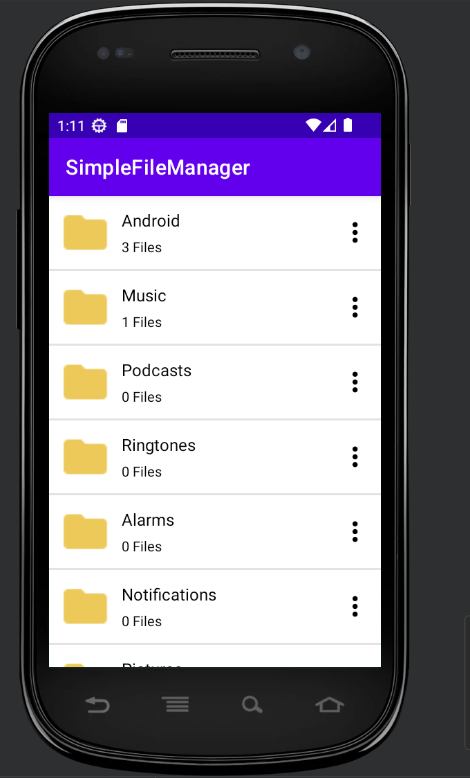 1:11
SimpleFileManager
Android
3 Files
Music
1 Files
Podcasts
0 Files
Ringtones
0 Files
Alarms
0 Files
Notifications
0 Files
Pictures